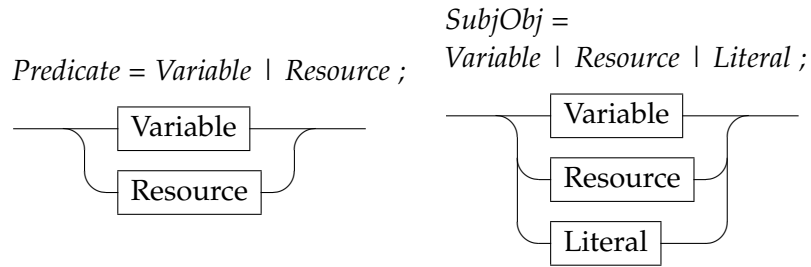 Predicate = Variable | Resource ;
Variable
Resource
SubjObj =
Variable | Resource | Literal ;
Variable
Resource
Literal